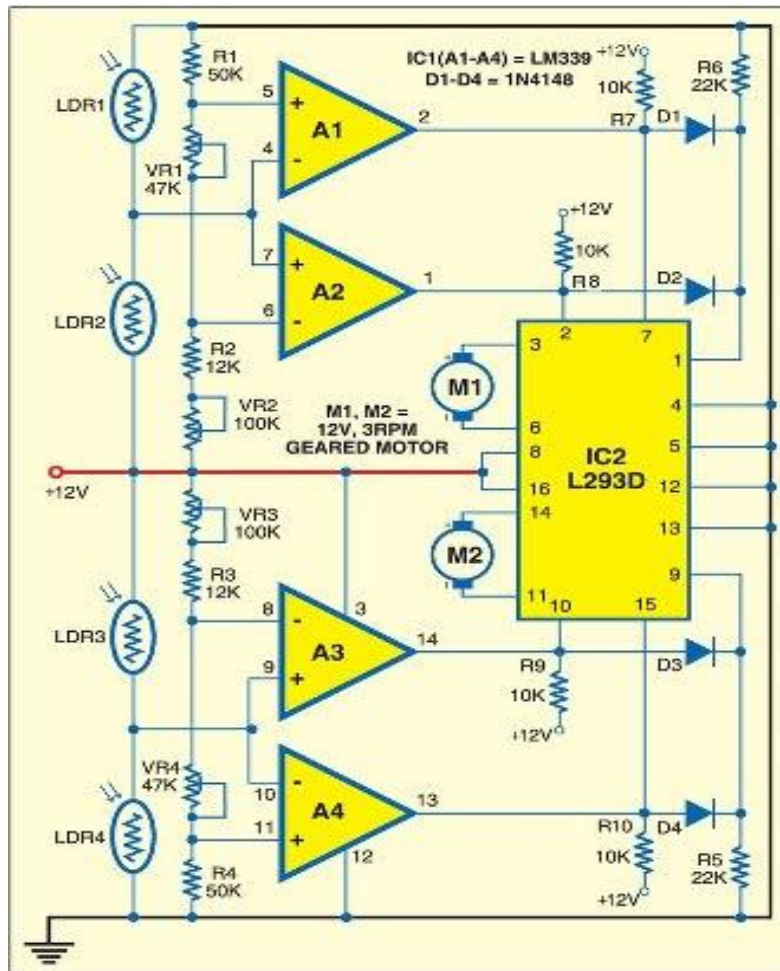 R1
50K
IC1(A1-A4) = LM339
D1-D4 = 1N4148
+12V
10K
R6
22K
LDR1
5
+
A1
2
R7
D1
4
-
VR1
47K
+12V
10K
7
+
A2
1
R8
D2
LDR2
6
-
R2
12K
2
7
3
1
M1
VR2
100K
M1, M2 =
12V, 3RPM
GEARED MOTOR
6
4
8
IC2
L293D
5
+12V
16
12
VR3
100K
14
13
M2
R3
12K
9
11
10
15
8
-
3
LDR3
A3
14
9
+
R9
10K
D3
+12V
VR4
47K
-
10
A4
13
LDR4
11
+
R10
10K
D4
12
R4
50K
R5
22K
+12V